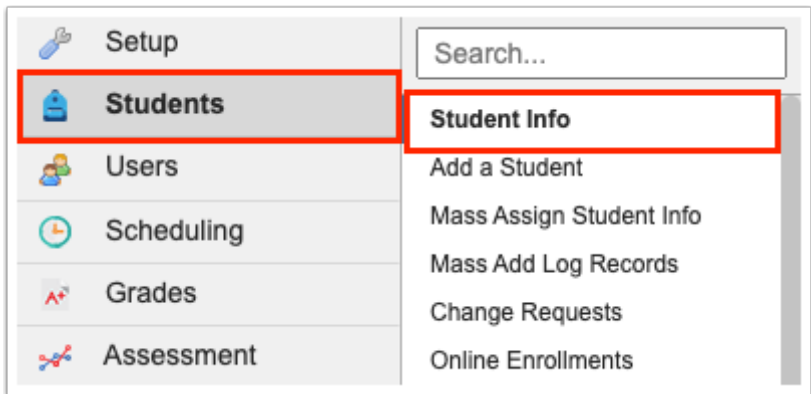 Setup
Students
Users
Scheduling
A+
Grades
Assessment
Search...
Student Info
Add a Student
Mass Assign Student Info
Mass Add Log Records
Change Requests
Online Enrollments